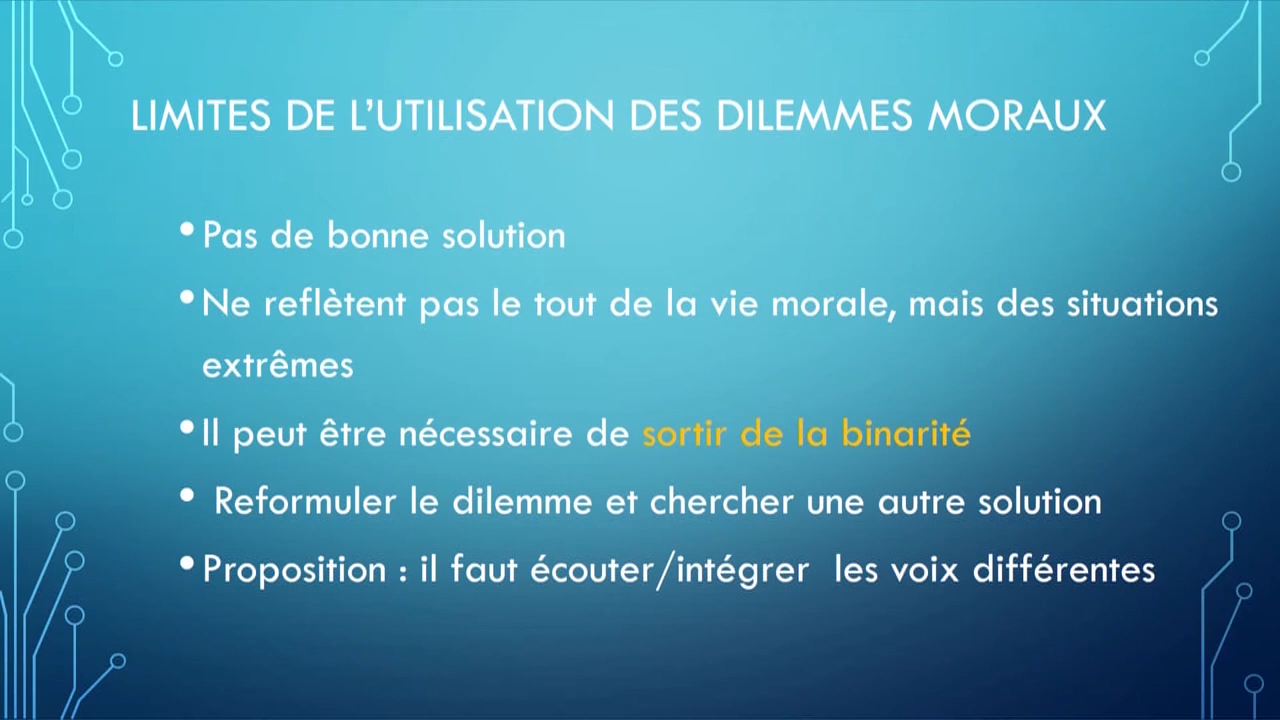 LIMITES DE L’UTILISATION DES DILEMMES MORAUX
• Pas de bonne solution
• Ne reflètent pas le tout de la vie morale, mais des situations
extrêmes
• Il peut être nécessaire de sortir de la binarité
• Reformuler le dilemme et chercher une autre solution
• Proposition : il faut écouter/intégrer les voix différentes